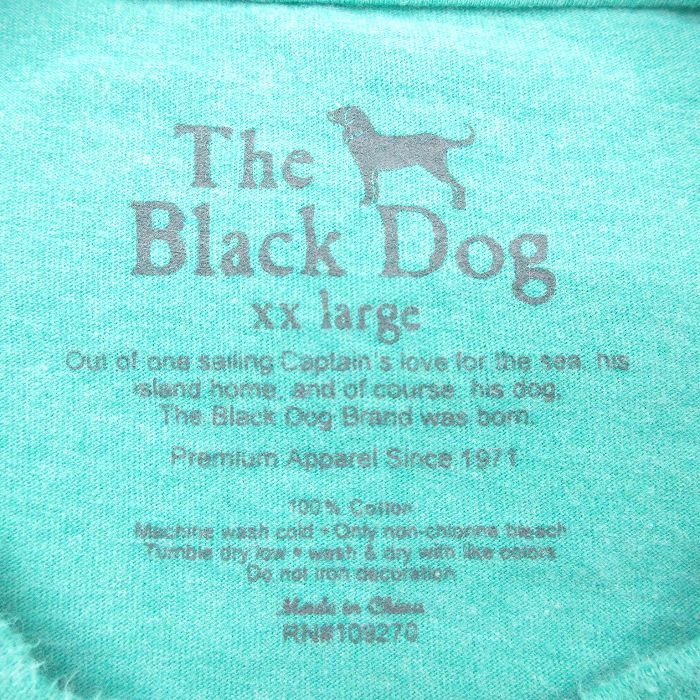 The
Black Dog
xx large
Out of one sailing Captain's love for the sea, his
island home, and of course, his dog,
The Black Dog Brand was born.
Premium Apparel Since 1971
100% Cotton
Machine wash cold • Only non-chlorine bleach
Tumble dry low • wash & dry with like colors
Do not iron decoration
Made in China
RN#109270